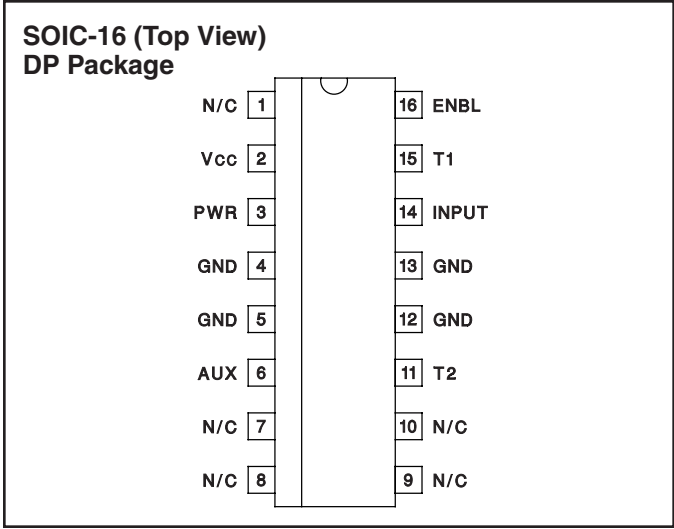 SOIC-16 (Top View)
DP Package
N/C 1 16 ENBL
Vcc 2 15 T1
PWR 3 14 INPUT
GND 4 13 GND
GND 5 12 GND
AUX 6 11 T2
N/C 7 10 N/C
N/C 8 9 N/C